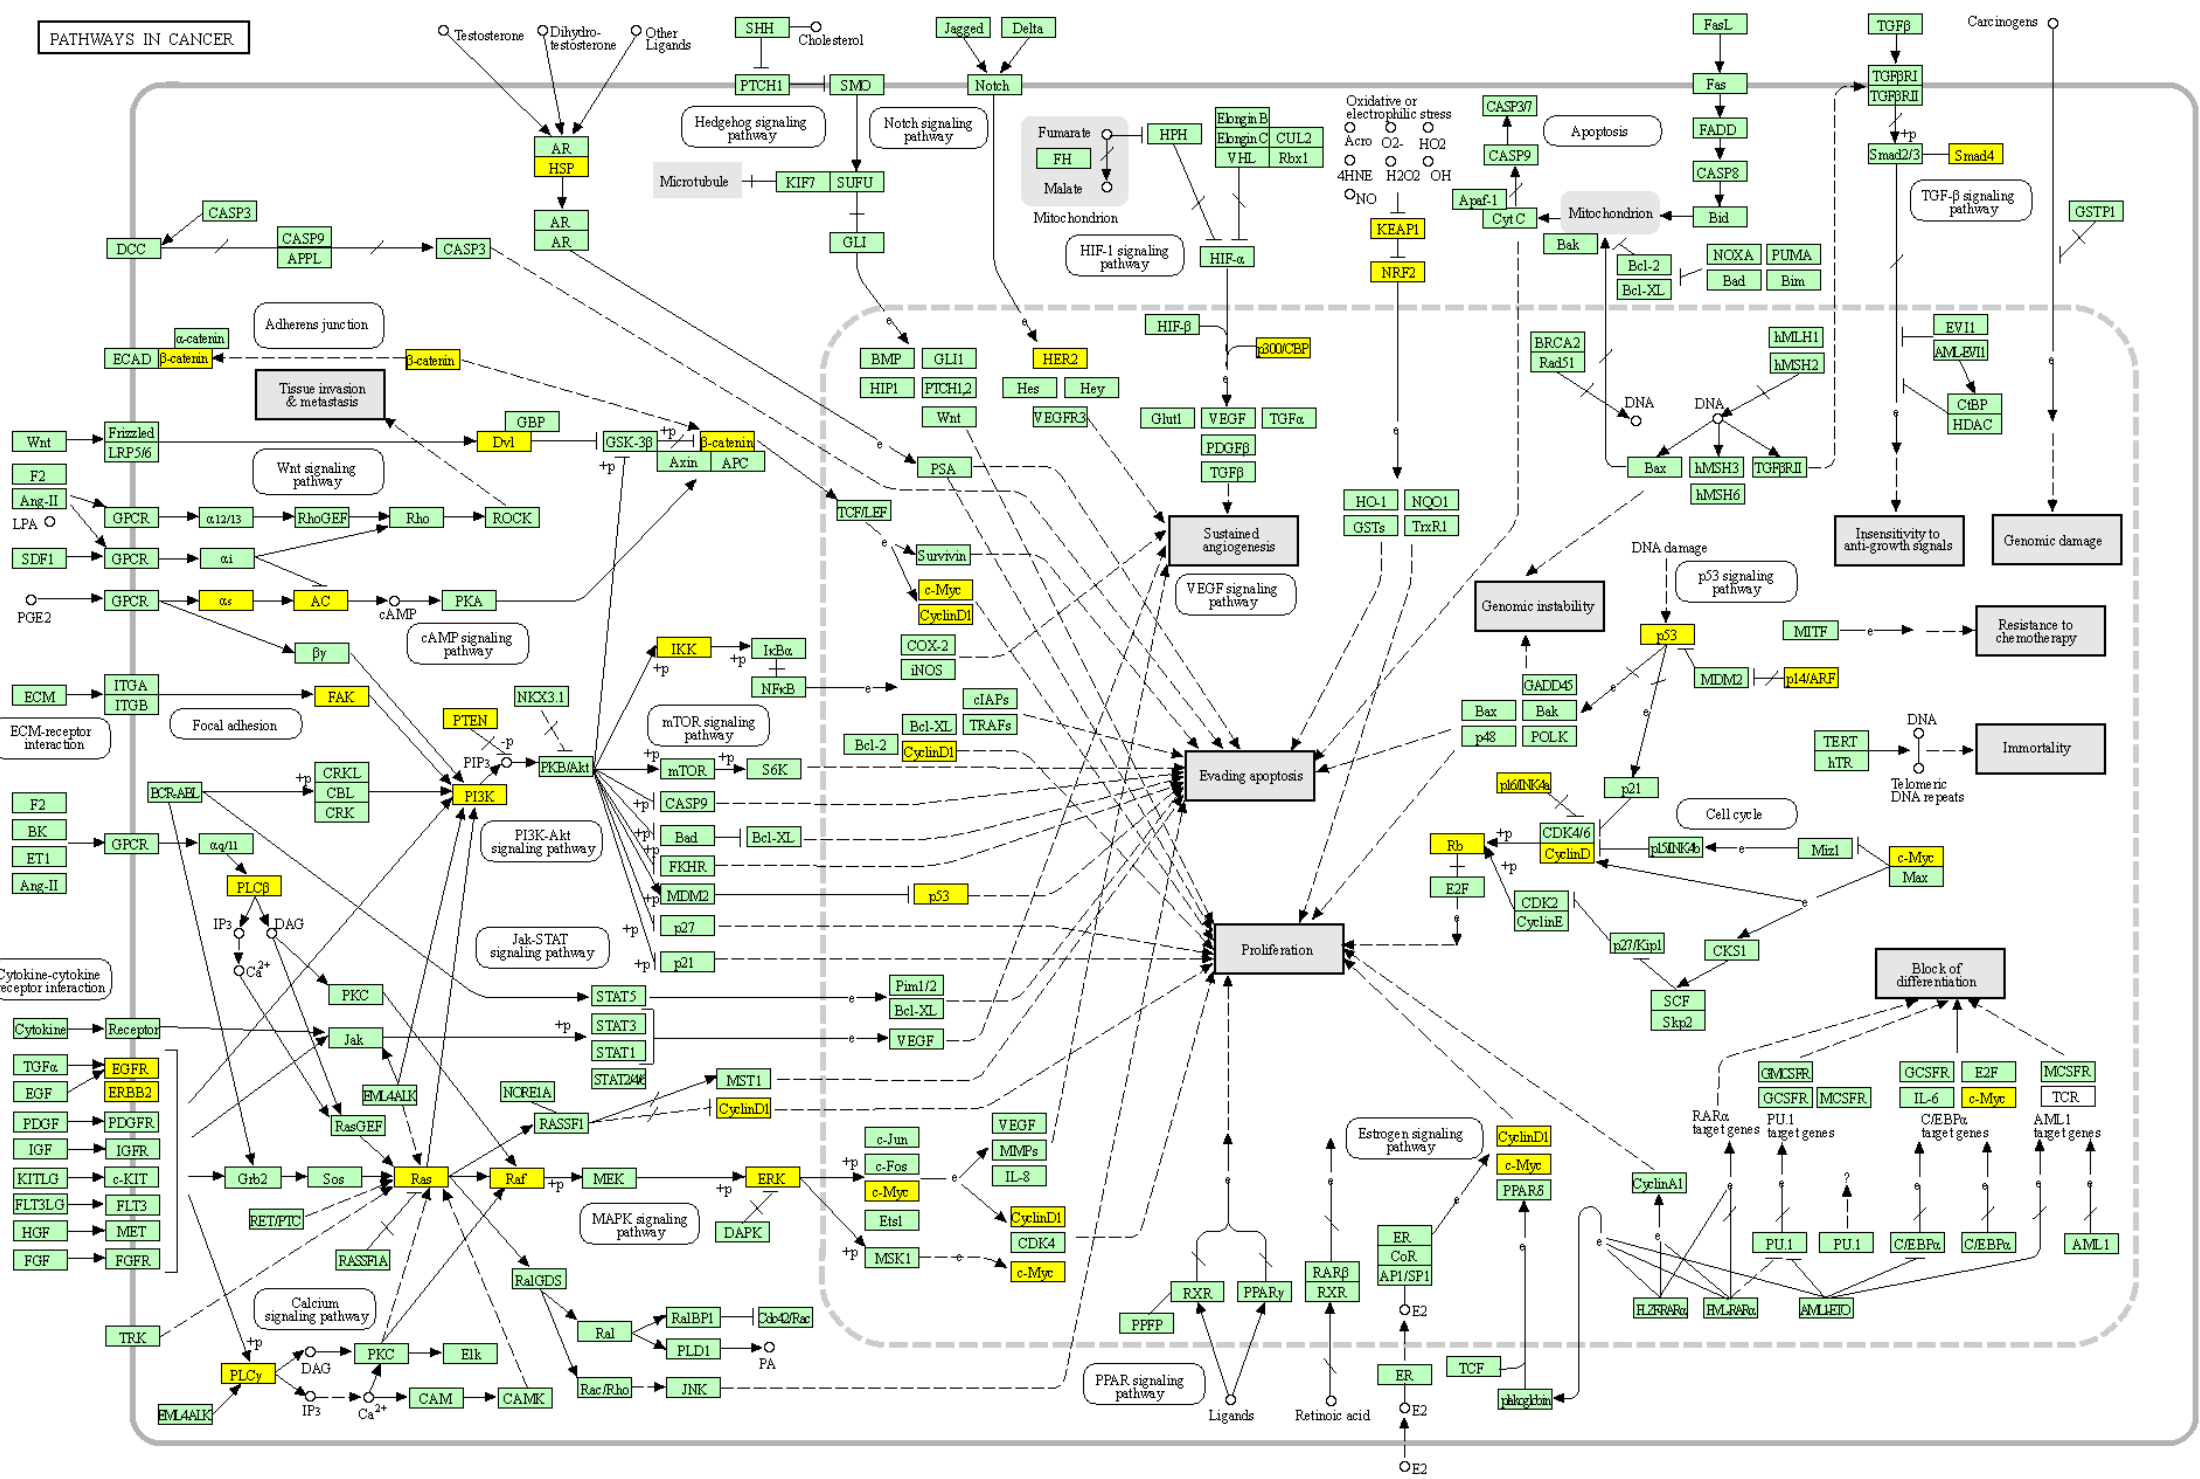 PATHWAYS IN CANCER
Testosterone
Dihydro-
testosterone
Other
Ligands
SHH
Cholesterol
Jagged
Delta
FasL
TGFβ
Carcinogens
PTCH1
SMO
Notch
Fas
TGFβRI
TGFβRII
Hedgehog signaling
pathway
Notch signaling
pathway
Fumarate
FH
Malate
Mitochondrion
HPH
Elongin B
Elongin C
CUL2
VHL
Rbx1
Oxidative or
electrophilic stress
Acro
O2-
HO2
4HNE
H2O2
OH
NO
CASP3/7
CASP9
Apaf-1
Cyt C
Apoptosis
FADD
CASP8
Mitochondrion
Bid
+p
Smad2/3
Smad4
TGF-β signaling
pathway
GSTP1
AR
HSP
AR
AR
Microtubule
KIF7
SUFU
GLI
HIF-1 signaling
pathway
HIF-α
KEAP1
NRF2
Bak
Bcl-2
Bcl-XL
NOXA
PUMA
Bad
Bim
CASP3
DCC
CASP9
APPL
CASP3
Adherens junction
α-catenin
ECAD
β-catenin
β-catenin
Tissue invasion
& metastasis
e
e
BMP
GLI1
HIP1
PTCH1,2
Wnt
HER2
Hes
Hey
VEGFR3
HIF-β
p300/CBP
e
Glut1
VEGF
TGFα
PDGFβ
TGFβ
e
BRCA2
Rad51
DNA
hMLH1
hMSH2
DNA
EVI1
AML-EVI1
CtBP
HDAC
e
e
Wnt
Frizzled
LRP5/6
Dvl
GBP
GSK-3β
+p
β-catenin
Axin
APC
+p
Wnt signaling
pathway
e
PSA
Bax
hMSH3
TGFβRII
hMSH6
F2
Ang-II
LPA
GPCR
α12/13
RhoGEF
Rho
ROCK
TCF/LEF
e
HO-1
NQO1
GSTs
TrxR1
Sustained
angiogenesis
Insensitivity to
anti-growth signals
Genomic damage
SDF1
GPCR
αi
Survivin
DNA damage
p53 signaling
pathway
VEGF signaling
pathway
Genomic instability
PGE2
GPCR
αs
AC
cAMP
PKA
c-Myc
CyclinD1
cAMP signaling
pathway
βγ
IKK
+p
+p
IκBα
NFκB
e
COX-2
iNOS
p53
MITF
e
Resistance to
chemotherapy
MDM2
p14/ARF
e
e
GADD45
ECM
ITGA
ITGB
FAK
Focal adhesion
ECM-receptor
interaction
PTEN
-p
PIP3
NKX3.1
PKB/Akt
mTOR signaling
pathway
+p
mTOR
+p
S6K
cIAPs
Bcl-XL
TRAFs
Bcl-2
CyclinD1
Bax
Bak
p48
POLK
TERT
hTR
DNA
Telomeric
DNA repeats
Immortality
Evading apoptosis
BCR-ABL
+p
CRKL
CBL
CRK
PI3K
PI3K-Akt
signaling pathway
+p
CASP9
+p
Bad
Bcl-XL
+p
FKHR
+p
MDM2
p53
+p
p27
+p
p21
p16/INK4a
p21
Cell cycle
CDK4/6
CyclinD
+p
Rb
+p
E2F
e
p15/INK4b
e
Miz1
c-Myc
Max
e
F2
BK
ET1
Ang-II
GPCR
αq/11
PLCβ
IP3
DAG
Ca2+
Jak-STAT
signaling pathway
CDK2
CyclinE
p27/Kip1
CKS1
SCF
Skp2
Proliferation
Block of
differentiation
Cytokine-cytokine
receptor interaction
PKC
STAT5
e
Pim1/2
Bcl-XL
Cytokine
Receptor
Jak
+p
STAT3
STAT1
STAT2/4/6
e
VEGF
TGFα
EGFR
EGF
ERBB2
PDGF
PDGFR
IGF
IGFR
KITLG
c-KIT
FLT3LG
FLT3
HGF
MET
FGF
FGFR
EML4ALK
RasGEF
NORE1A
RASSF1
MST1
CyclinD1
Grb2
Sos
Ras
Raf
+p
MEK
+p
ERK
+p
c-Jun
c-Fos
c-Myc
Ets1
e
VEGF
MMPs
IL-8
CyclinD1
CDK4
+p
MSK1
e
c-Myc
RET/PTC
RASSF1A
MAPK signaling
pathway
DAPK
Estrogen signaling
pathway
CyclinD1
c-Myc
PPARδ
e
GMCSFR
GCSFR
MCSFR
GCSFR
E2F
IL-6
c-Myc
MCSFR
TCR
RARα
target genes
PU.1
target genes
C/EBPα
target genes
AML1
target genes
CyclinA1
?
e
e
e
e
e
e
e
e
e
e
e
e
PU.1
PU.1
C/EBPα
C/EBPα
AML1
ER
CoR
AP1/SP1
E2
RARβ
RXR
RXR
PPARγ
PPFP
RalGDS
Calcium
signaling pathway
TRK
+p
PLCγ
DAG
IP3
PKC
Elk
Ca2+
CAM
CAMK
EML4ALK
Ral
RalBP1
Cdc42/Rac
PLD1
PA
Rac/Rho
JNK
PPAR signaling
pathway
Ligands
Retinoic acid
ER
E2
E2
TCF
plakoglobin
PML-RARα
AML1-ETO